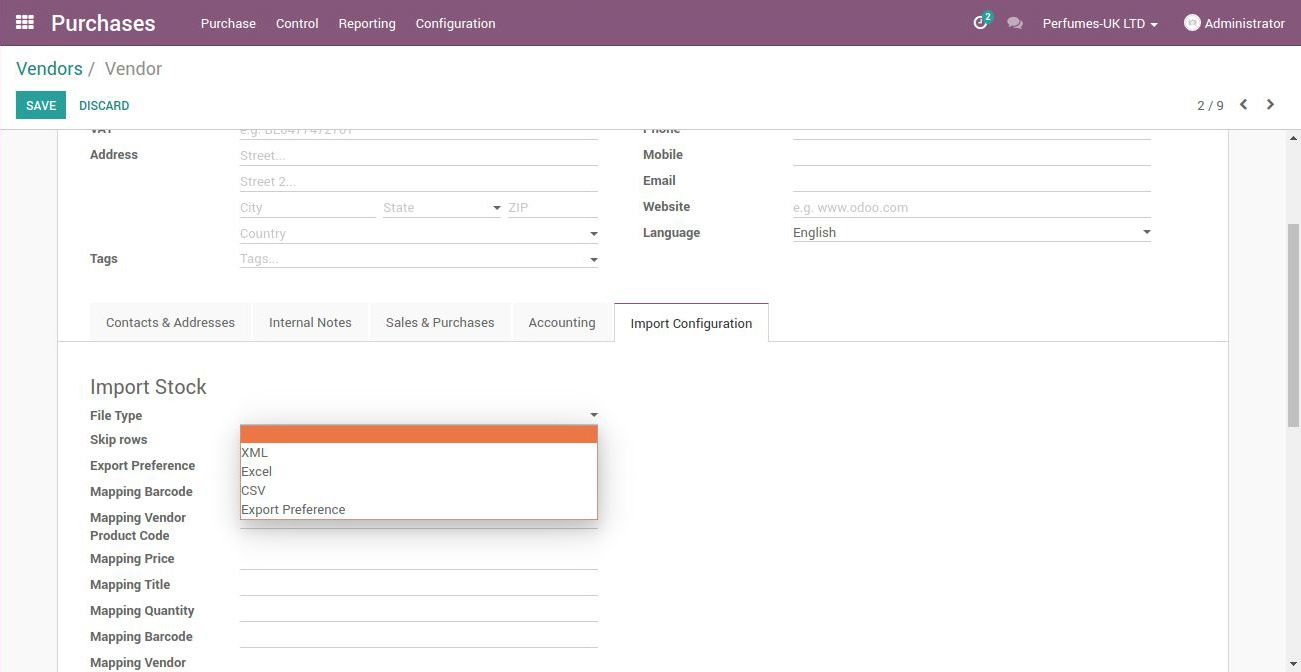 Purchases Purchase Control Reporting Configuration 2 Perfumes-UK LTD Administrator
Vendors / Vendor
SAVE DISCARD 2 / 9
VAT e.g. BE0477472701 Phone
Address Street... Mobile
Street 2... Email
City State ZIP Website e.g. www.odoo.com
Country Language English
Tags Tags...
Contacts & Addresses Internal Notes Sales & Purchases Accounting Import Configuration
Import Stock
File Type
Skip rows
XML
Export Preference Excel
Mapping Barcode CSV
Export Preference
Mapping Vendor
Product Code
Mapping Price
Mapping Title
Mapping Quantity
Mapping Barcode
Mapping Vendor